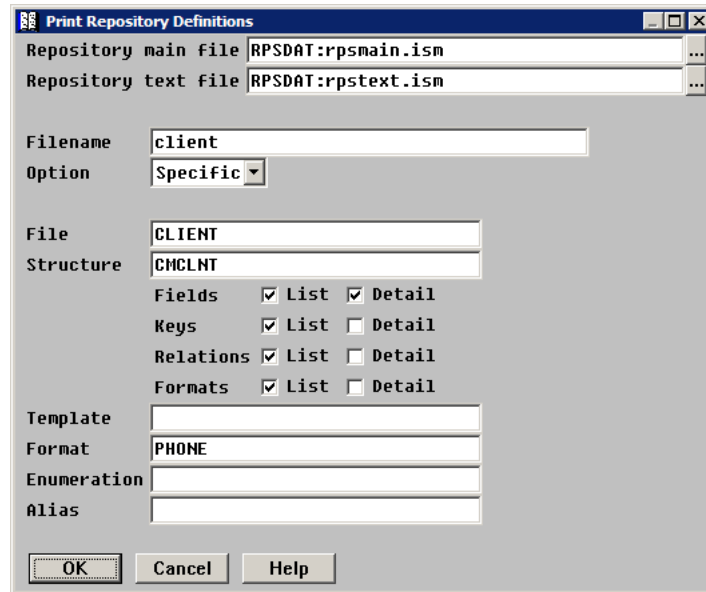 Print Repository Definitions
Repository main file RPSDAT:rpsmain.ism ...
Repository text file RPSDAT:rpstext.ism ...
Filename client
Option Specific
File CLIENT
Structure CMCLNT
Fields List Detail
Keys List Detail
Relations List Detail
Formats List Detail
Template
Format PHONE
Enumeration
Alias
OK Cancel Help